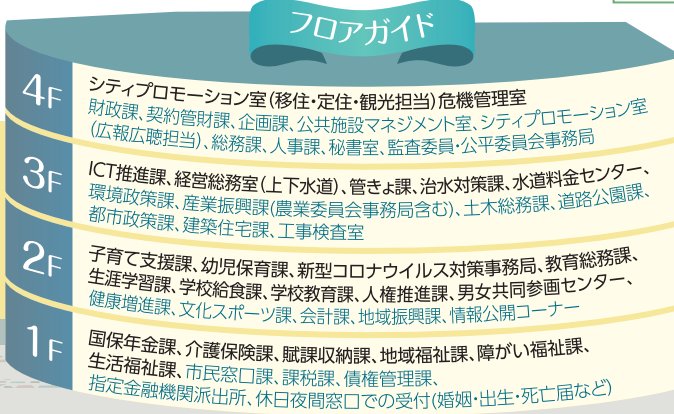 フロアガイド
4F
シティプロモーション室(移住・定住・観光担当)危機管理室
財政課、契約管財課、企画課、公共施設マネジメント室、シティプロモーション室
(広報広聴担当)、総務課、人事課、秘書室、監査委員・公平委員会事務局
3F
ICT推進課、経営総務室(上下水道)、管きょ課、治水対策課、水道料金センター、
環境政策課、産業振興課(農業委員会事務局含む)、土木総務課、道路公園課、
都市政策課、建築住宅課、工事検査室
2F
子育て支援課、幼児保育課、新型コロナウイルス対策事務局、教育総務課、
生涯学習課、学校給食課、学校教育課、人権推進課、男女共同参画センター、
健康増進課、文化スポーツ課、会計課、地域振興課、情報公開コーナー
1F
国保年金課、介護保険課、賦課収納課、地域福祉課、障がい福祉課、
生活福祉課、市民窓口課、課税課、債権管理課、
指定金融機関派出所、休日夜間窓口での受付(婚姻・出生・死亡届など)